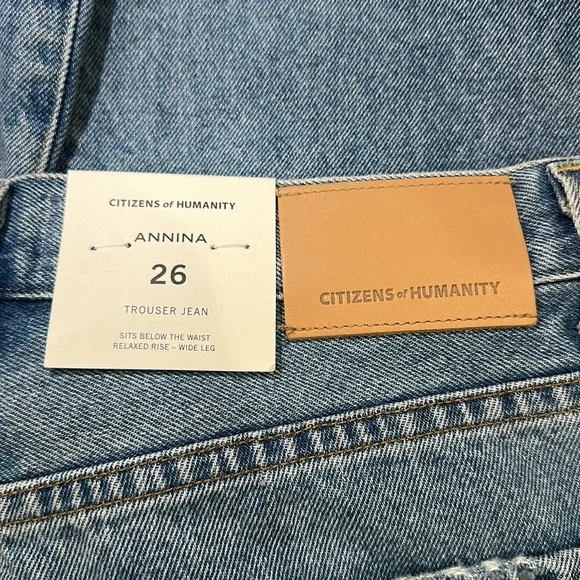 CITIZENS of HUMANITY
ANNINA
26
TROUSER JEAN
SITS BELOW THE WAIST
RELAXED RISE – WIDE LEG
CITIZENS of HUMANITY